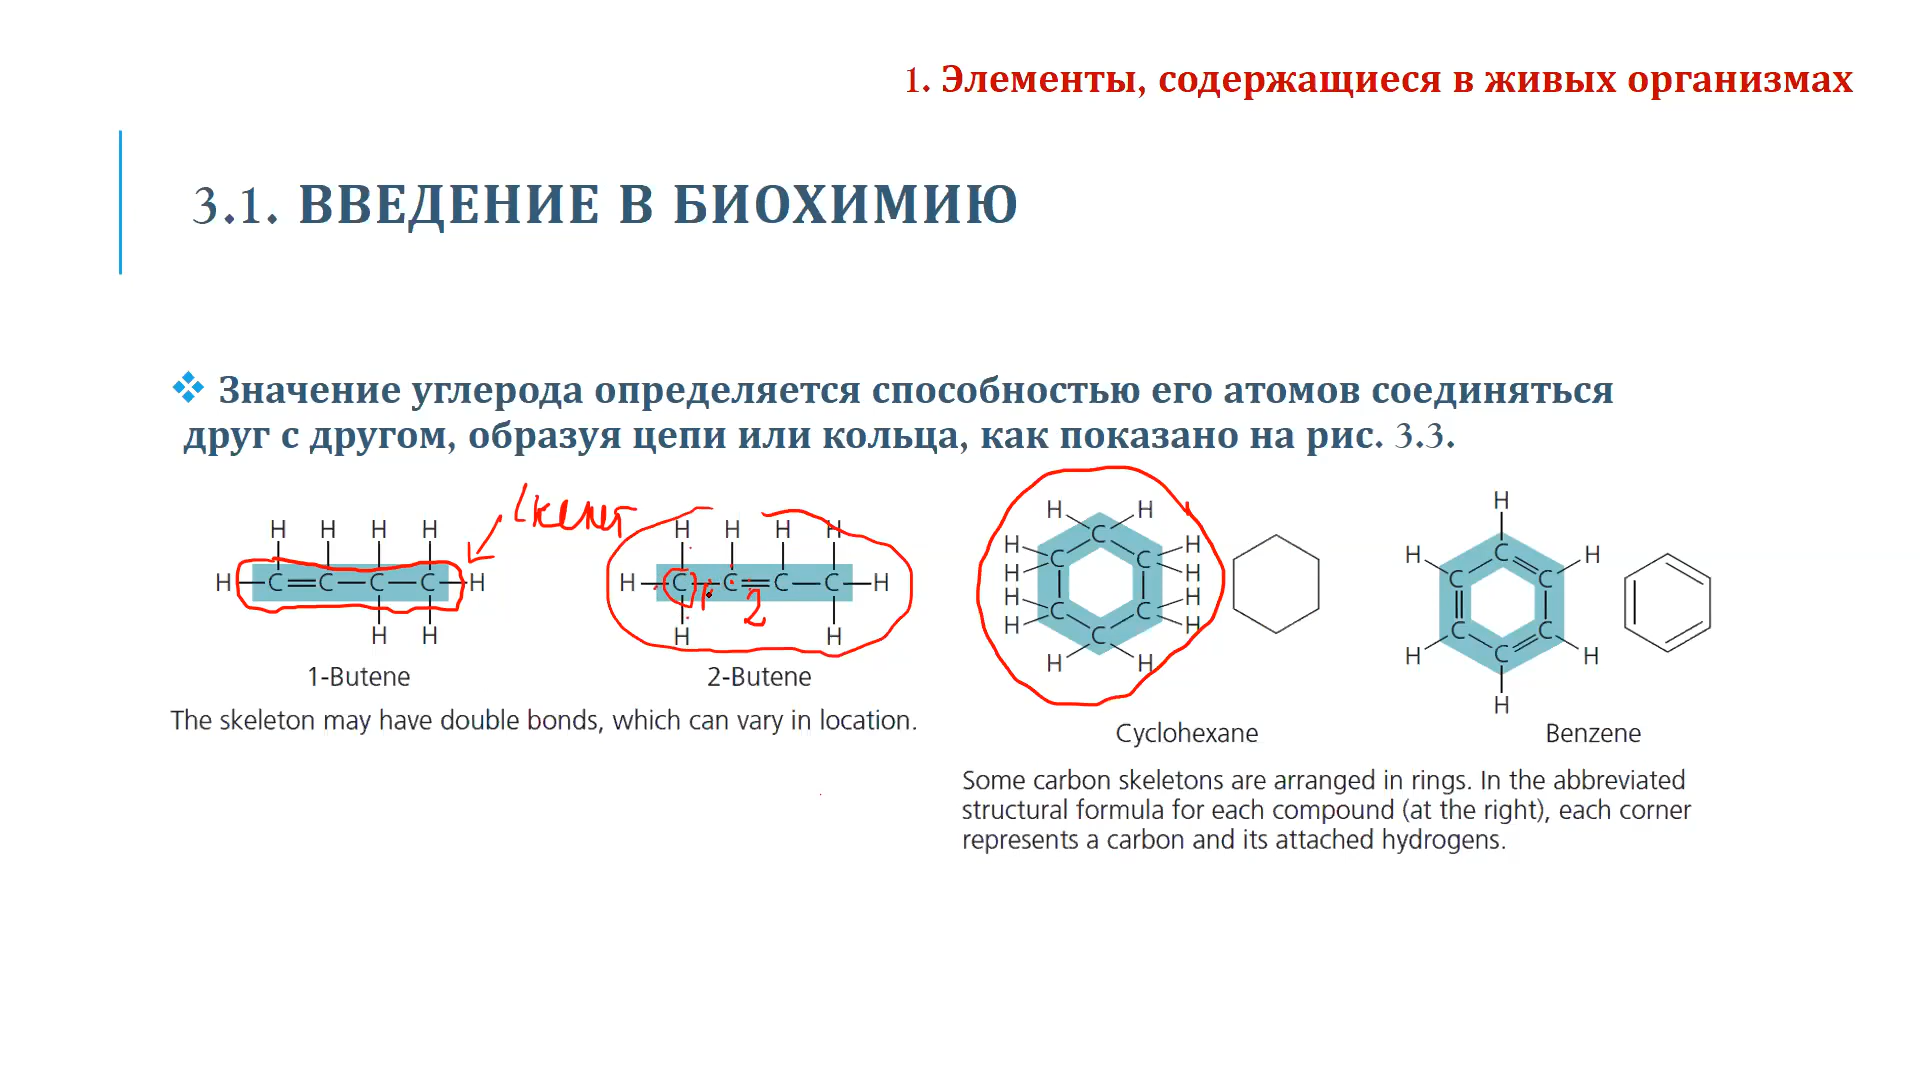 1. Элементы, содержащиеся в живых организмах
3.1. ВВЕДЕНИЕ В БИОХИМИЮ
Значение углерода определяется способностью его атомов соединяться
друг с другом, образуя цепи или кольца, как показано на рис. 3.3.
Скелет
H H H H
H C C C C H
H H
1-Butene
H H H H
H C C C C H
1 2
H H
2-Butene
The skeleton may have double bonds, which can vary in location.
H H
C
H C C H
H H
H H
H C C H
C
H H
Cyclohexane
H
H C H
C C
C C
H C H
H
Benzene
Some carbon skeletons are arranged in rings. In the abbreviated
structural formula for each compound (at the right), each corner
represents a carbon and its attached hydrogens.